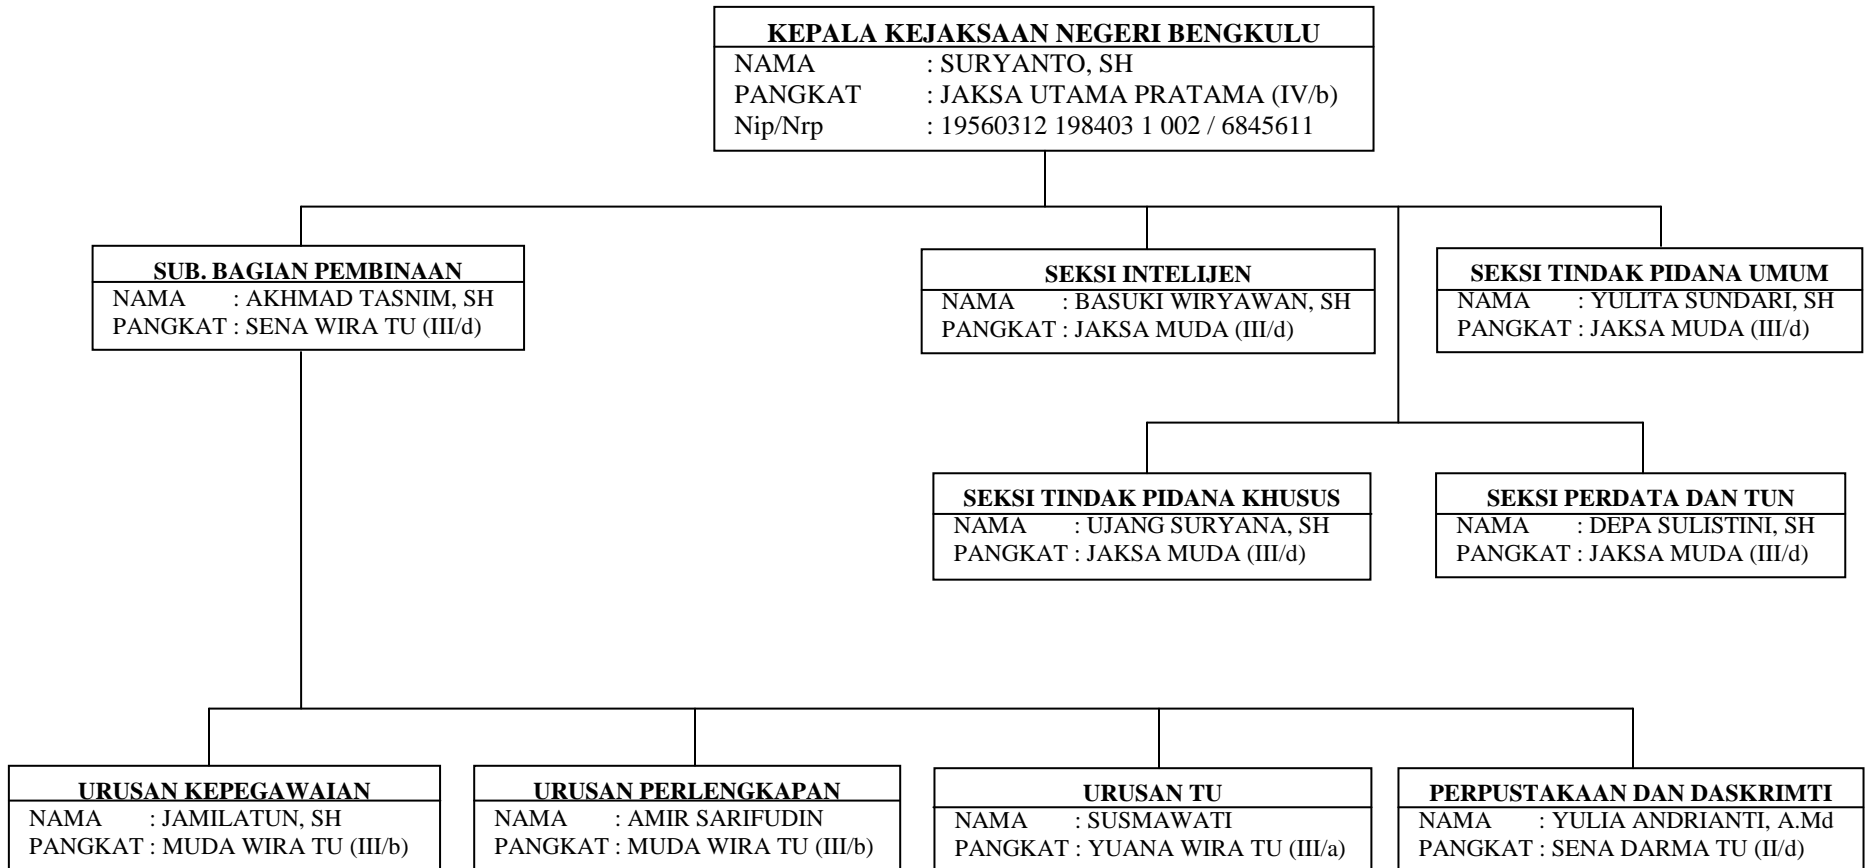 KEPALA KEJAKSAAN NEGERI BENGKULU
NAMA : SURYANTO, SH
PANGKAT : JAKSA UTAMA PRATAMA (IV/b)
Nip/Nrp : 19560312 198403 1 002 / 6845611
SUB. BAGIAN PEMBINAAN
NAMA : AKHMAD TASNIM, SH
PANGKAT : SENA WIRA TU (III/d)
SEKSI INTELIJEN
NAMA : BASUKI WIRYAWAN, SH
PANGKAT : JAKSA MUDA (III/d)
SEKSI TINDAK PIDANA UMUM
NAMA : YULITA SUNDARI, SH
PANGKAT : JAKSA MUDA (III/d)
SEKSI TINDAK PIDANA KHUSUS
NAMA : UJANG SURYANA, SH
PANGKAT : JAKSA MUDA (III/d)
SEKSI PERDATA DAN TUN
NAMA : DEPA SULISTINI, SH
PANGKAT : JAKSA MUDA (III/d)
URUSAN KEPEGAWAIAN
NAMA : JAMILATUN, SH
PANGKAT : MUDA WIRA TU (III/b)
URUSAN PERLENGKAPAN
NAMA : AMIR SARIFUDIN
PANGKAT : MUDA WIRA TU (III/b)
URUSAN TU
NAMA : SUSMAWATI
PANGKAT : YUANA WIRA TU (III/a)
PERPUSTAKAAN DAN DASKRIMTI
NAMA : YULIA ANDRIANTI, A.Md
PANGKAT : SENA DARMA TU (II/d)